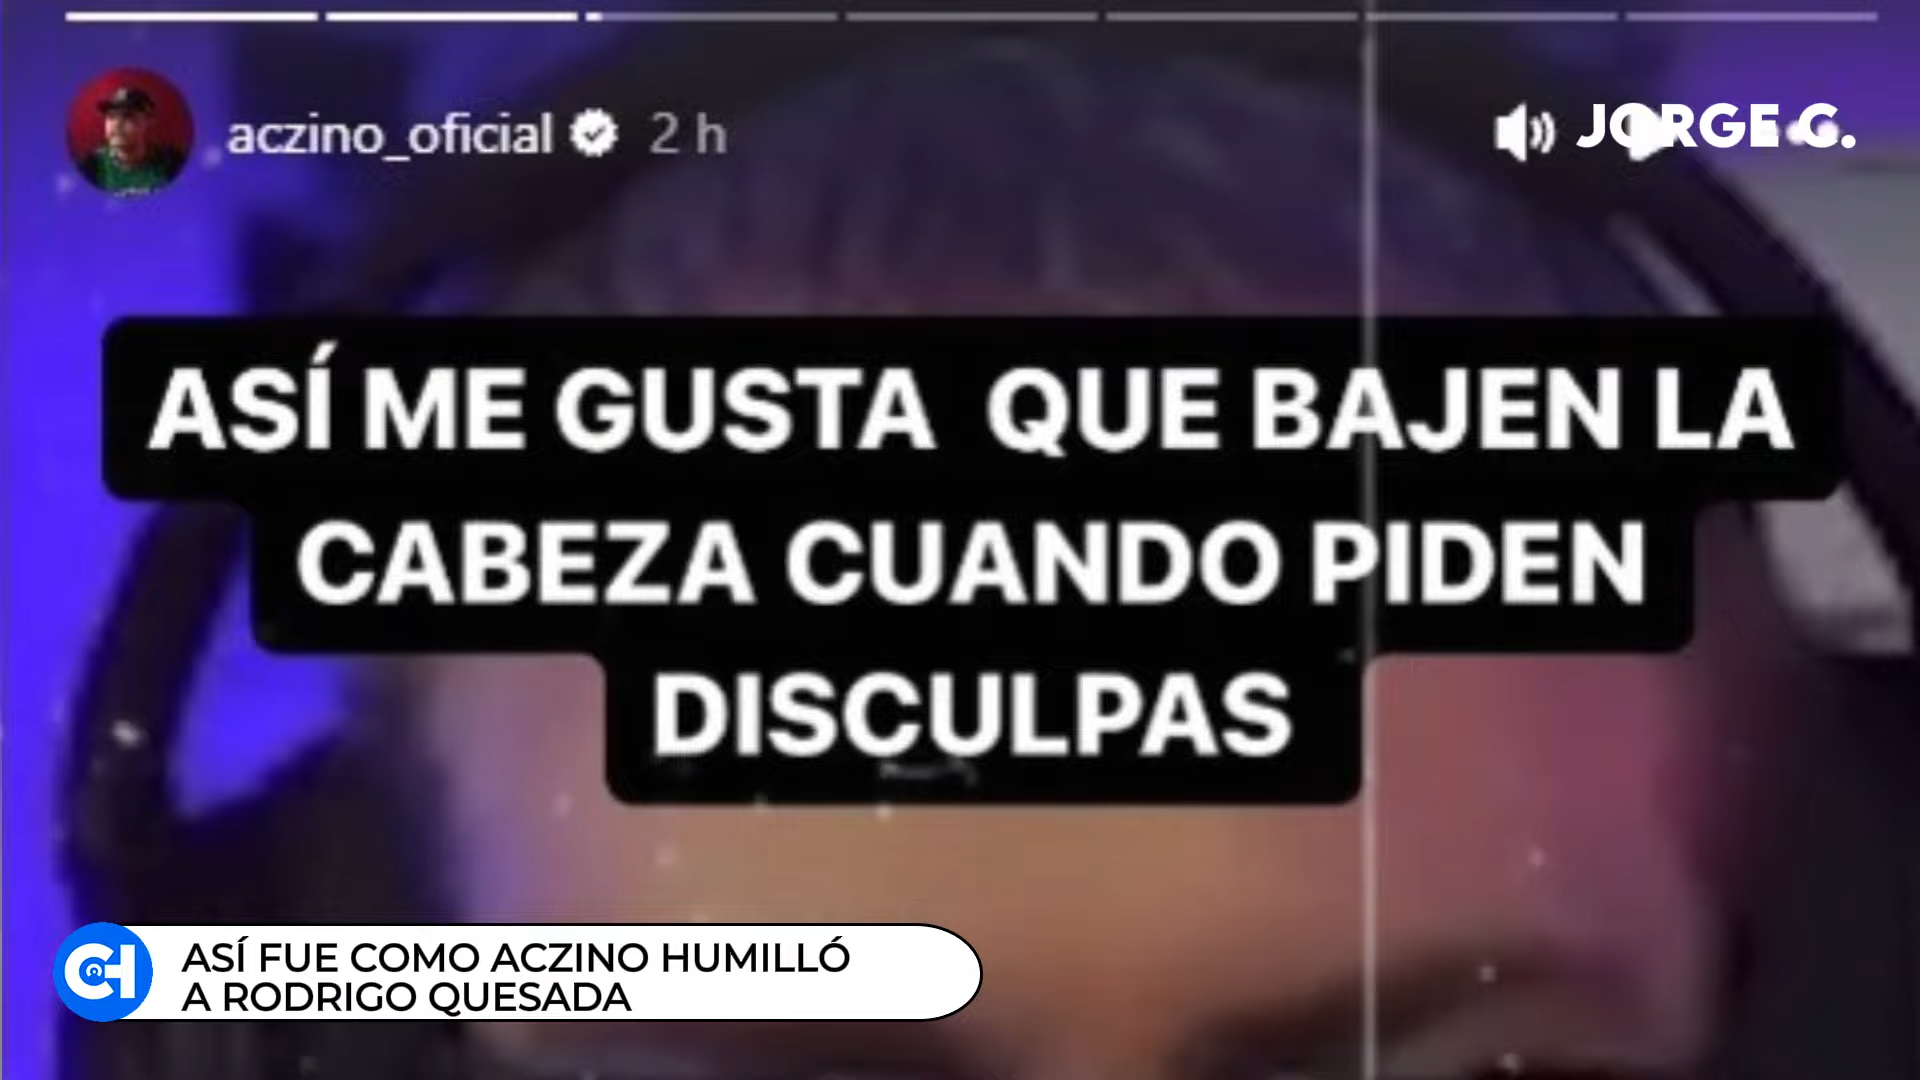 aczino_oficial 2 h
JORGE C.
ASÍ ME GUSTA QUE BAJEN LA
CABEZA CUANDO PIDEN
DISCULPAS
CH
ASÍ FUE COMO ACZINO HUMILLÓ
A RODRIGO QUESADA